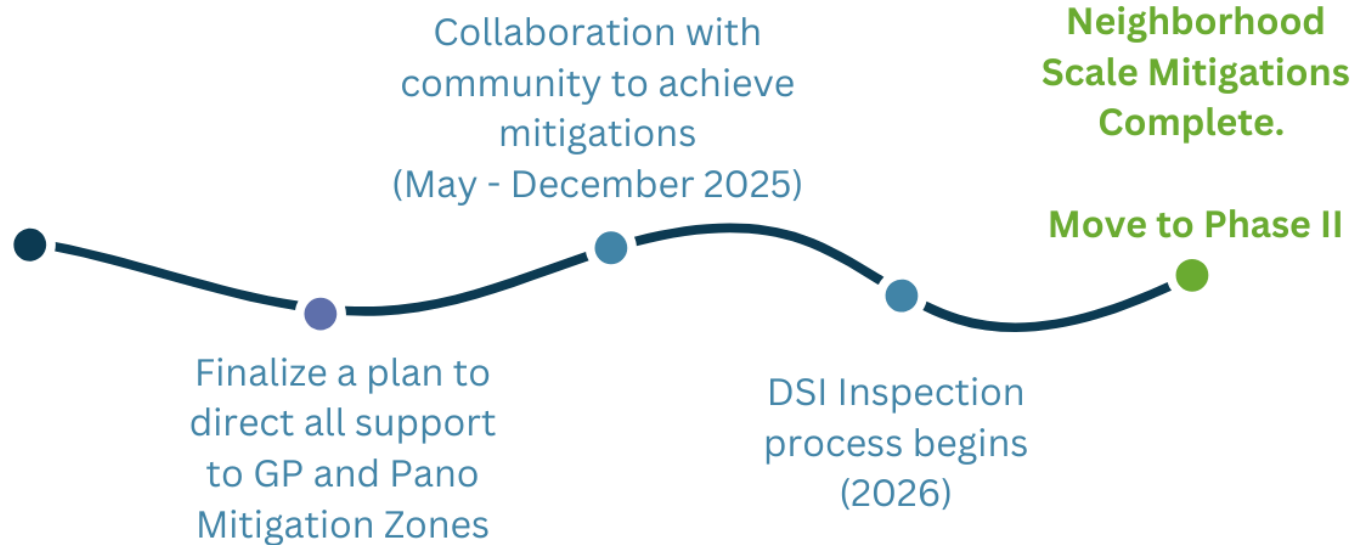 Collaboration with
community to achieve
mitigations
(May - December 2025)
Neighborhood
Scale Mitigations
Complete.
Move to Phase II
Finalize a plan to
direct all support
to GP and Pano
Mitigation Zones
DSI Inspection
process begins
(2026)